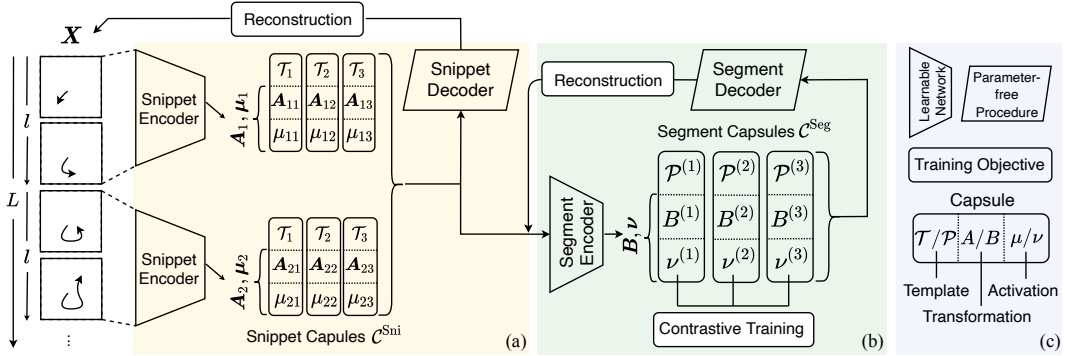 X
L
l
l
⋮
Reconstruction
Snippet
Encoder
Snippet
Encoder
A₁, μ₁
𝒯₁ 𝒯₂ 𝒯₃
A₁₁ A₁₂ A₁₃
μ₁₁ μ₁₂ μ₁₃
A₂, μ₂
𝒯₁ 𝒯₂ 𝒯₃
A₂₁ A₂₂ A₂₃
μ₂₁ μ₂₂ μ₂₃
Snippet Capules 𝒞^Sni
Snippet
Decoder
(a)
Reconstruction
Segment
Decoder
Segment Capsules 𝒞^Seg
Segment
Encoder
B, ν
𝒫⁽¹⁾ 𝒫⁽²⁾ 𝒫⁽³⁾
B⁽¹⁾ B⁽²⁾ B⁽³⁾
ν⁽¹⁾ ν⁽²⁾ ν⁽³⁾
Contrastive Training
(b)
Learnable
Network
Parameter-
free
Procedure
Training Objective
Capsule
𝒯/𝒫 A/B μ/ν
Template Activation
Transformation
(c)